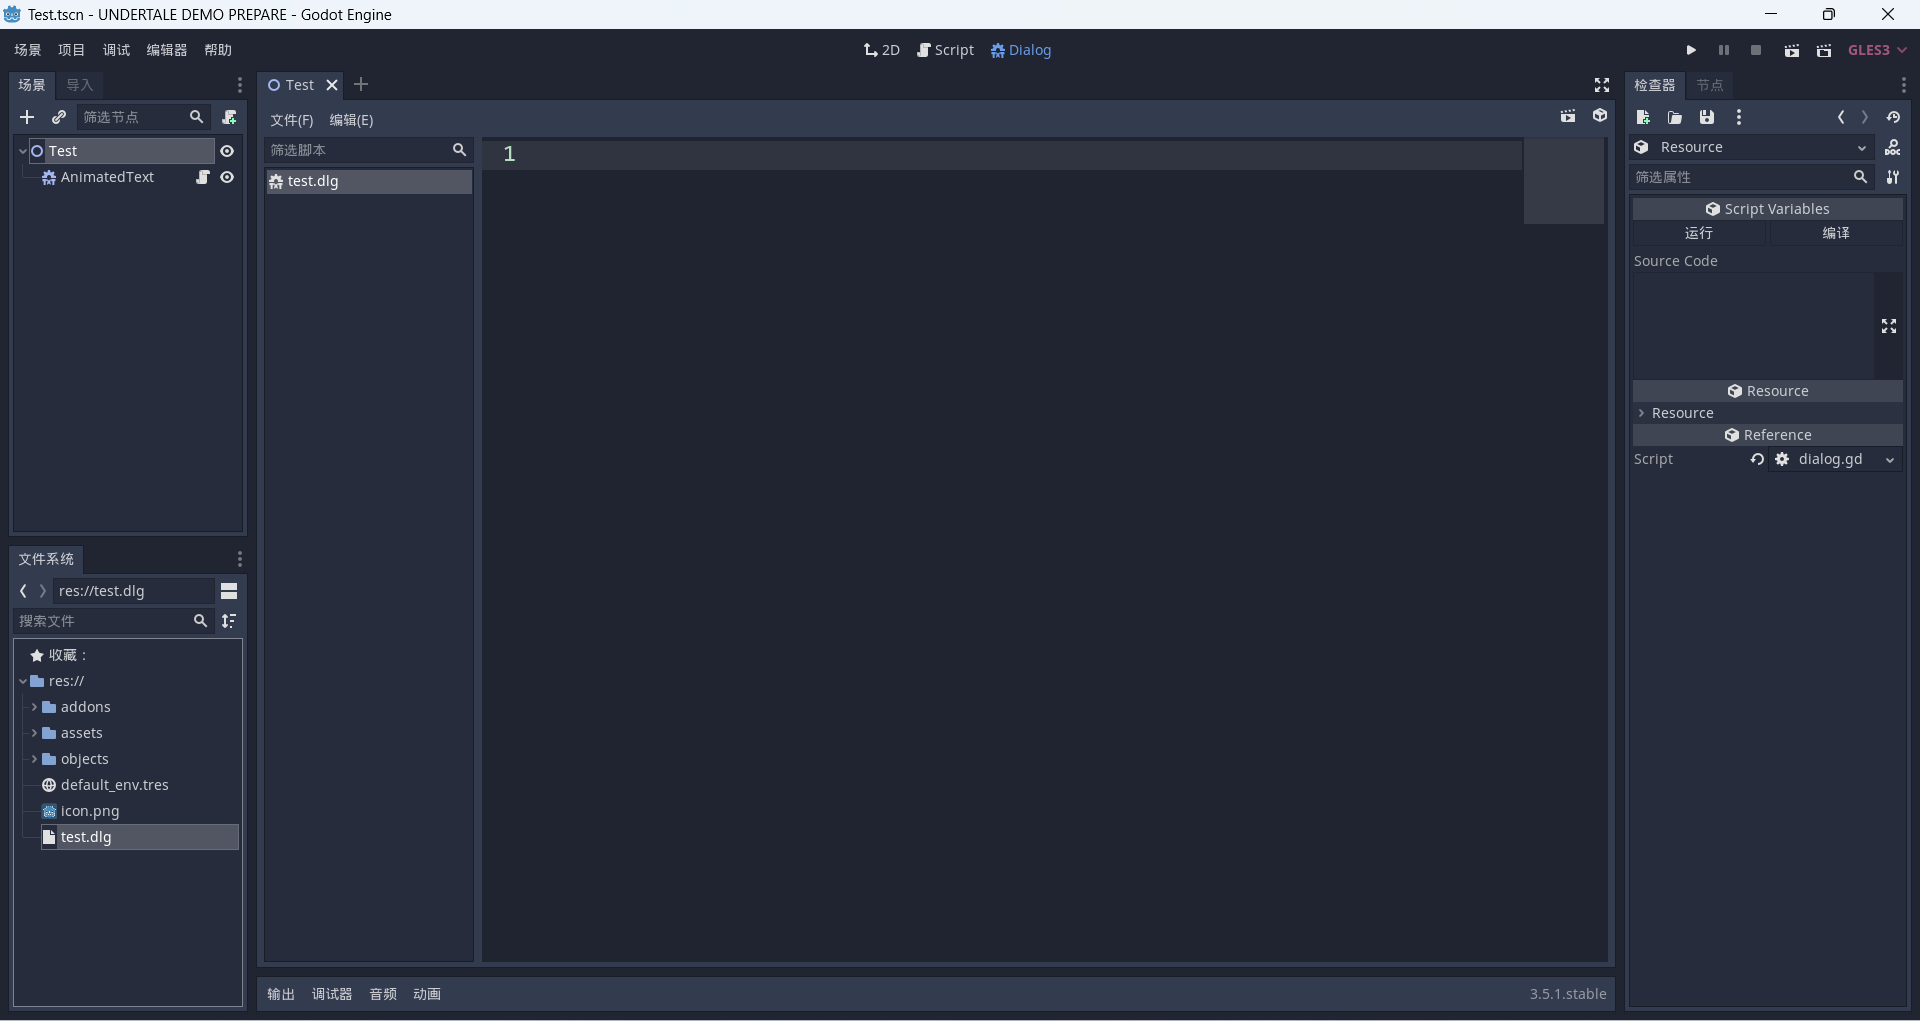 Test.tscn - UNDERTALE DEMO PREPARE - Godot Engine
场景 项目 调试 编辑器 帮助
2D Script Dialog
GLES3
场景 导入
筛选节点
Test
AnimatedText
文件系统
res://test.dlg
搜索文件
收藏：
res://
addons
assets
objects
default_env.tres
icon.png
test.dlg
Test
文件(F) 编辑(E)
筛选脚本
test.dlg
1
输出 调试器 音频 动画
3.5.1.stable
检查器 节点
Resource
DOC
筛选属性
Script Variables
运行 编译
Source Code
Resource
Resource
Reference
Script dialog.gd